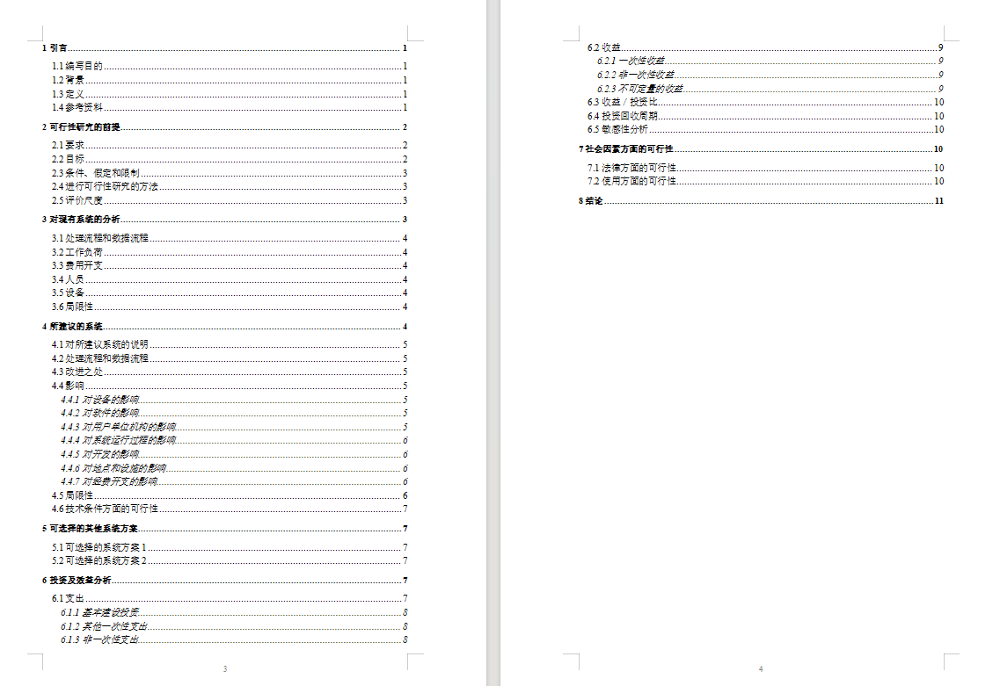 1 引言 1
1.1 编写目的 1
1.2 背景 1
1.3 定义 1
1.4 参考资料 1
2 可行性研究的前提 2
2.1 要求 2
2.2 目标 2
2.3 条件、假定和限制 3
2.4 进行可行性研究的方法 3
2.5 评价尺度 3
3 对现有系统的分析 3
3.1 处理流程和数据流程 4
3.2 工作负荷 4
3.3 费用开支 4
3.4 人员 4
3.5 设备 4
3.6 局限性 4
4 所建议的系统 4
4.1 对所建议系统的说明 5
4.2 处理流程和数据流程 5
4.3 改进之处 5
4.4 影响 5
4.4.1 对设备的影响 5
4.4.2 对软件的影响 5
4.4.3 对用户单位机构的影响 5
4.4.4 对系统运行过程的影响 6
4.4.5 对开发的影响 6
4.4.6 对地点和设施的影响 6
4.4.7 对经费开支的影响 6
4.5 局限性 6
4.6 技术条件方面的可行性 7
5 可选择的其他系统方案 7
5.1 可选择的系统方案 1 7
5.2 可选择的系统方案 2 7
6 投资及效益分析 7
6.1 支出 7
6.1.1 基本建设投资 8
6.1.2 其他一次性支出 8
6.1.3 非一次性支出 8
3
6.2 收益 9
6.2.1 一次性收益 9
6.2.2 非一次性收益 9
6.2.3 不可定量的收益 9
6.3 收益／投资比 10
6.4 投资回收周期 10
6.5 敏感性分析 10
7 社会因素方面的可行性 10
7.1 法律方面的可行性 10
7.2 使用方面的可行性 10
8 结论 11
4